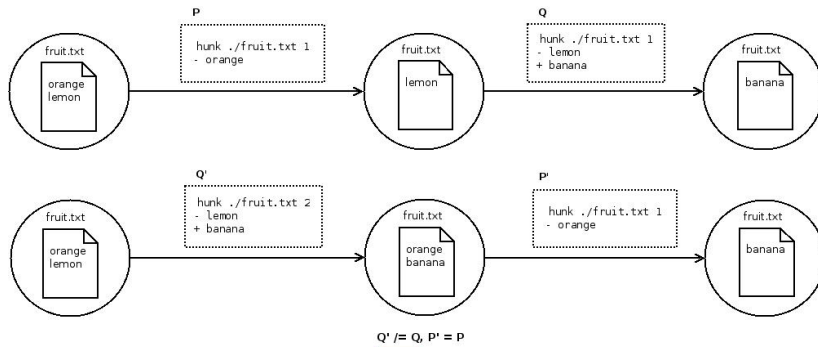 P
Q
fruit.txt
hunk ./fruit.txt 1
- orange
fruit.txt
hunk ./fruit.txt 1
- lemon
+ banana
fruit.txt
orange
lemon
lemon
banana
Q'
P'
fruit.txt
hunk ./fruit.txt 2
- lemon
+ banana
fruit.txt
hunk ./fruit.txt 1
- orange
fruit.txt
orange
lemon
orange
banana
banana
Q' /= Q, P' = P